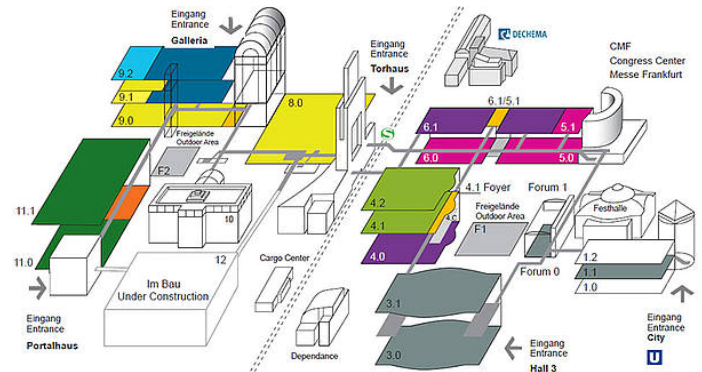 Eingang
Entrance
Galleria
Eingang
Entrance
Torhaus
DECHEMA
CMF
Congress Center
Messe Frankfurt
9.2
9.1
9.0
8.0
6.1/5.1
6.1
5.1
6.0
5.0
S
Freigelände
Outdoor Area
F2
11.1
11.0
10
12
4.2
4.1
4.0
4.1 Foyer
4.C
Freigelände
Outdoor Area
F1
Forum 1
Forum 0
Festhalle
1.2
1.1
1.0
Im Bau
Under Construction
Cargo Center
Dependance
3.1
3.0
Eingang
Entrance
Portalhaus
Eingang
Entrance
Hall 3
Eingang
Entrance
City
U